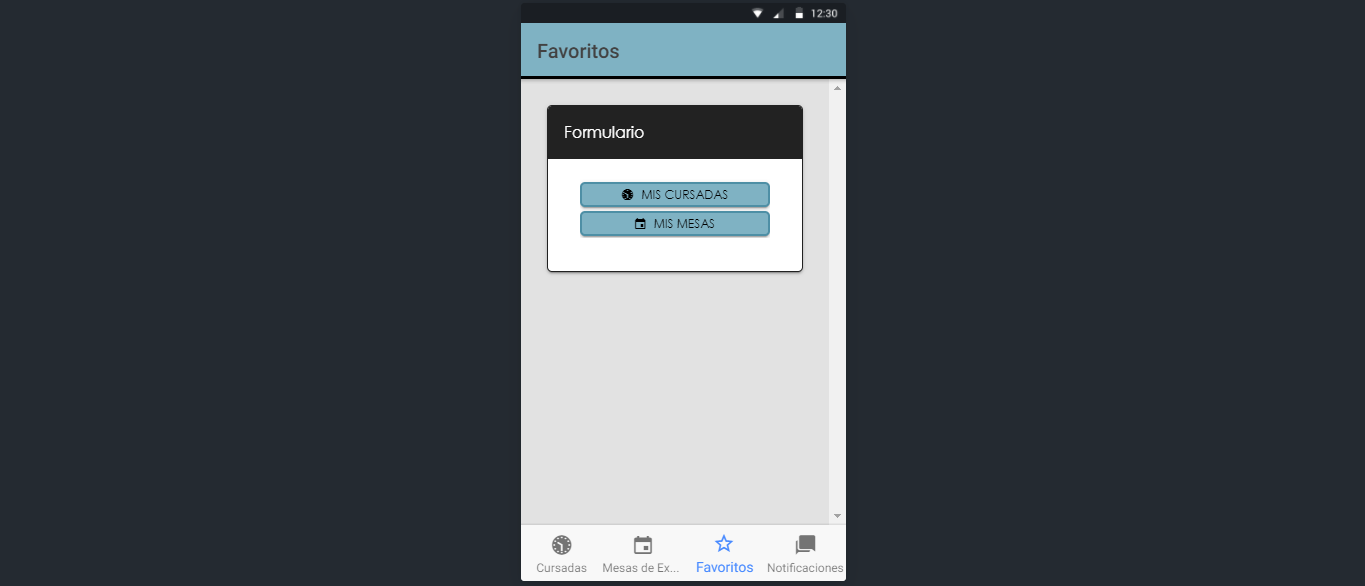 12:30
Favoritos
Formulario
MIS CURSADAS
MIS MESAS
Cursadas
Mesas de Ex...
Favoritos
Notificaciones